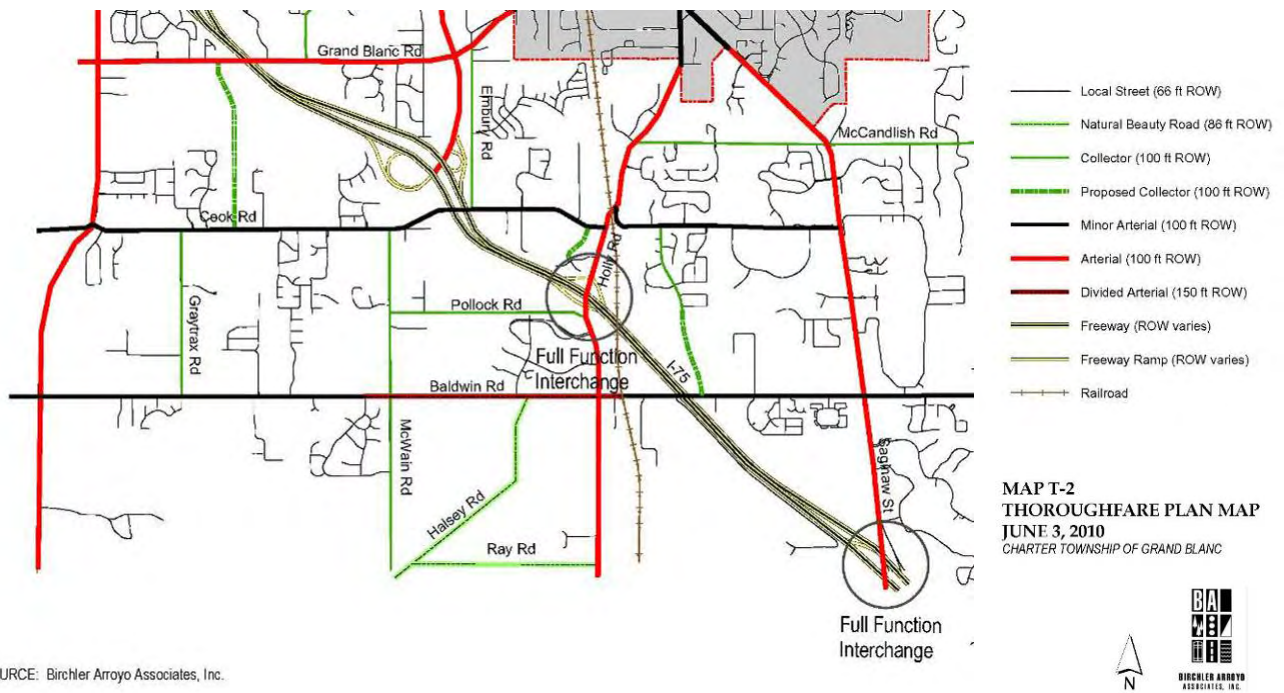 Grand Blanc Rd
Embury Rd
McCandlish Rd
Cook Rd
Holly Rd
Graytrax Rd
Pollock Rd
Full Function
Interchange
I-75
Baldwin Rd
McWain Rd
Halsey Rd
Saginaw St
Ray Rd
Full Function
Interchange
Local Street (66 ft ROW)
Natural Beauty Road (86 ft ROW)
Collector (100 ft ROW)
Proposed Collector (100 ft ROW)
Minor Arterial (100 ft ROW)
Arterial (100 ft ROW)
Divided Arterial (150 ft ROW)
Freeway (ROW varies)
Freeway Ramp (ROW varies)
Railroad
MAP T-2
THOROUGHFARE PLAN MAP
JUNE 3, 2010
CHARTER TOWNSHIP OF GRAND BLANC
BA
BIRCHLER ARROYO
ASSOCIATES, INC.
N
URCE: Birchler Arroyo Associates, Inc.